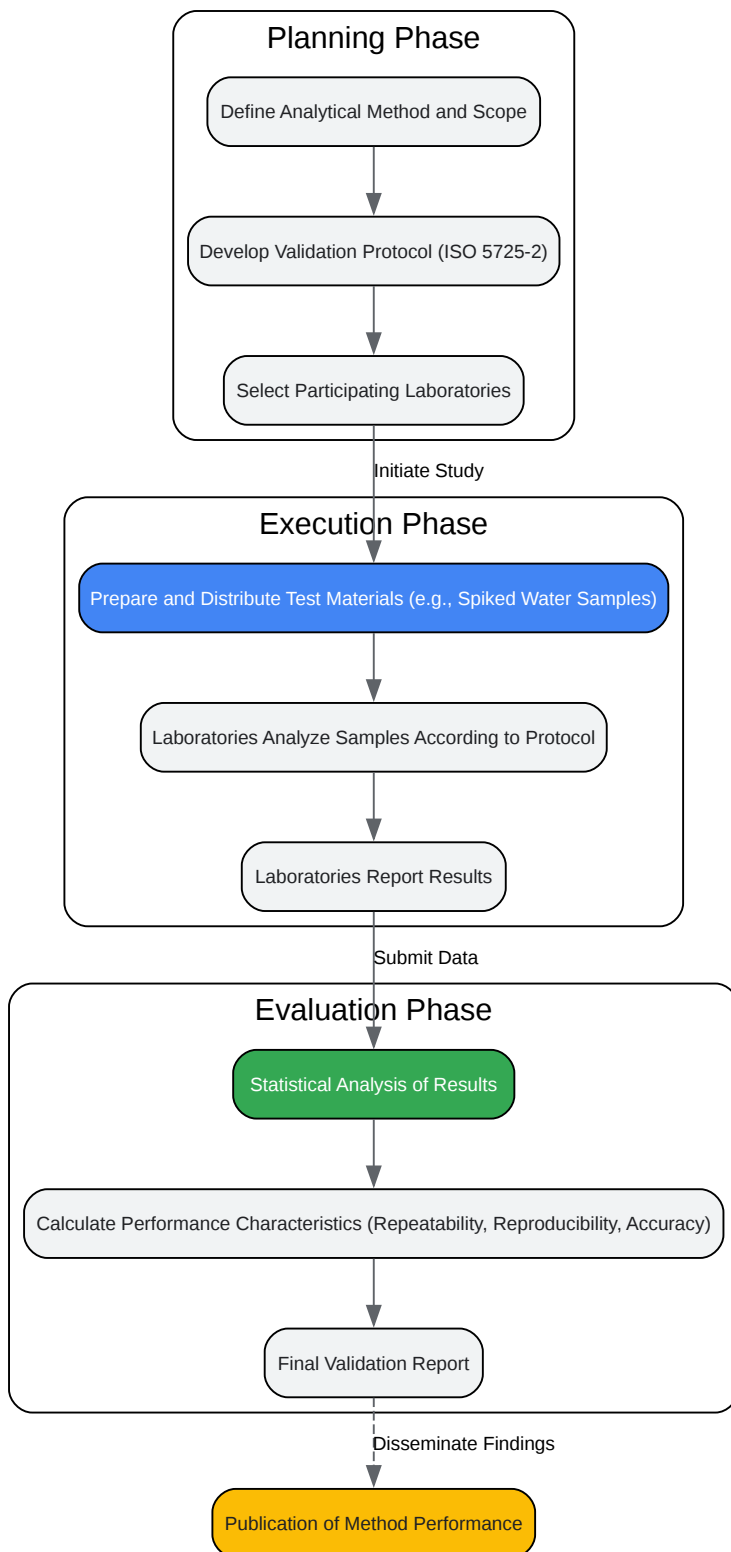 Planning Phase
Define Analytical Method and Scope
Develop Validation Protocol (ISO 5725-2)
Select Participating Laboratories
Initiate Study
Execution Phase
Prepare and Distribute Test Materials (e.g., Spiked Water Samples)
Laboratories Analyze Samples According to Protocol
Laboratories Report Results
Submit Data
Evaluation Phase
Statistical Analysis of Results
Calculate Performance Characteristics (Repeatability, Reproducibility, Accuracy)
Final Validation Report
Disseminate Findings
Publication of Method Performance